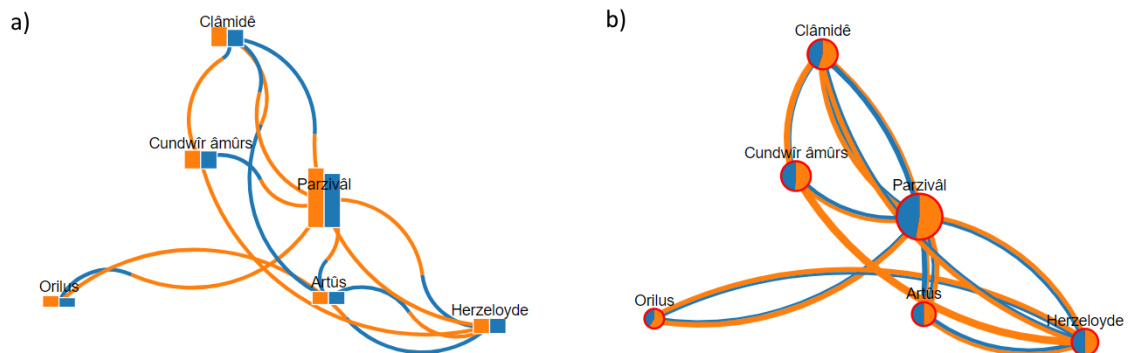 a)
Clâmidê
Cundwîr âmûrs
Parzivâl
Orilus
Artûs
Herzeloyde
b)
Clâmidê
Cundwîr âmûrs
Parzivâl
Orilus
Artûs
Herzeloyde